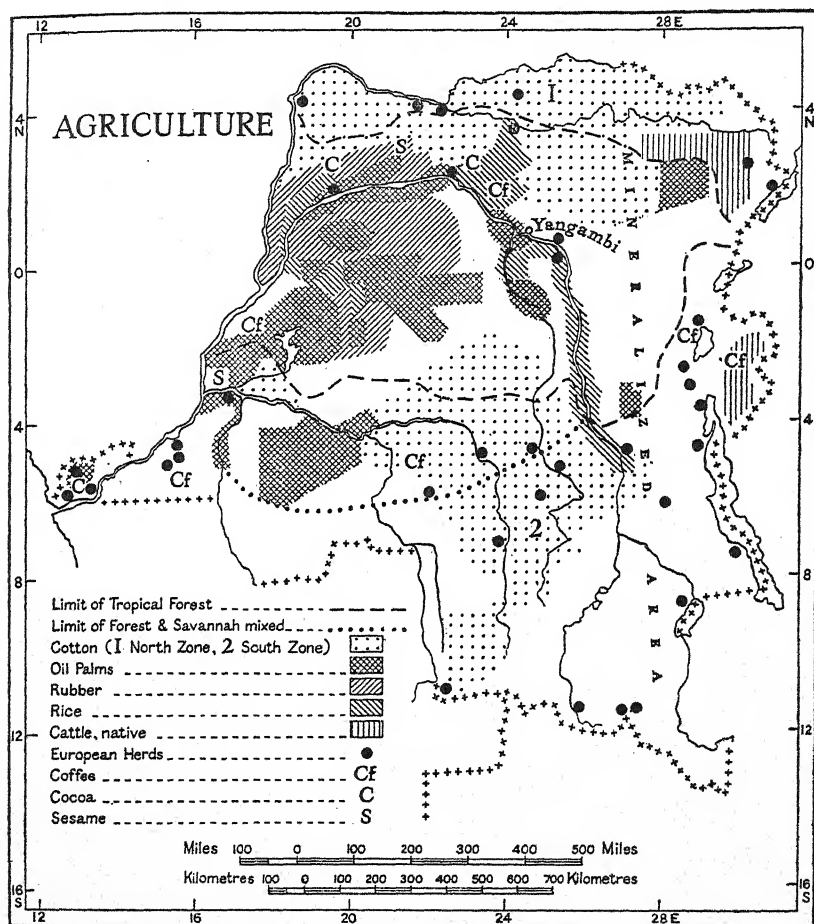 12 16 20 24 28 E
AGRICULTURE
4 N
4 N
1
S
C
C
Cf
Yangambi
MINERALIZED AREA
0
0
Cf
Cf
Cf
S
4
4
Cf
C
Cf
2
8
8
Limit of Tropical Forest
Limit of Forest & Savannah mixed
Cotton (1 North Zone, 2 South Zone)
Oil Palms
Rubber
Rice
Cattle, native
European Herds
Coffee Cf
Cocoa C
Sesame S
12
12
Miles 100 0 100 200 300 400 500 Miles
Kilometres 100 0 100 200 300 400 500 600 700 Kilometres
16 S
16 S
12 16 20 24 28 E